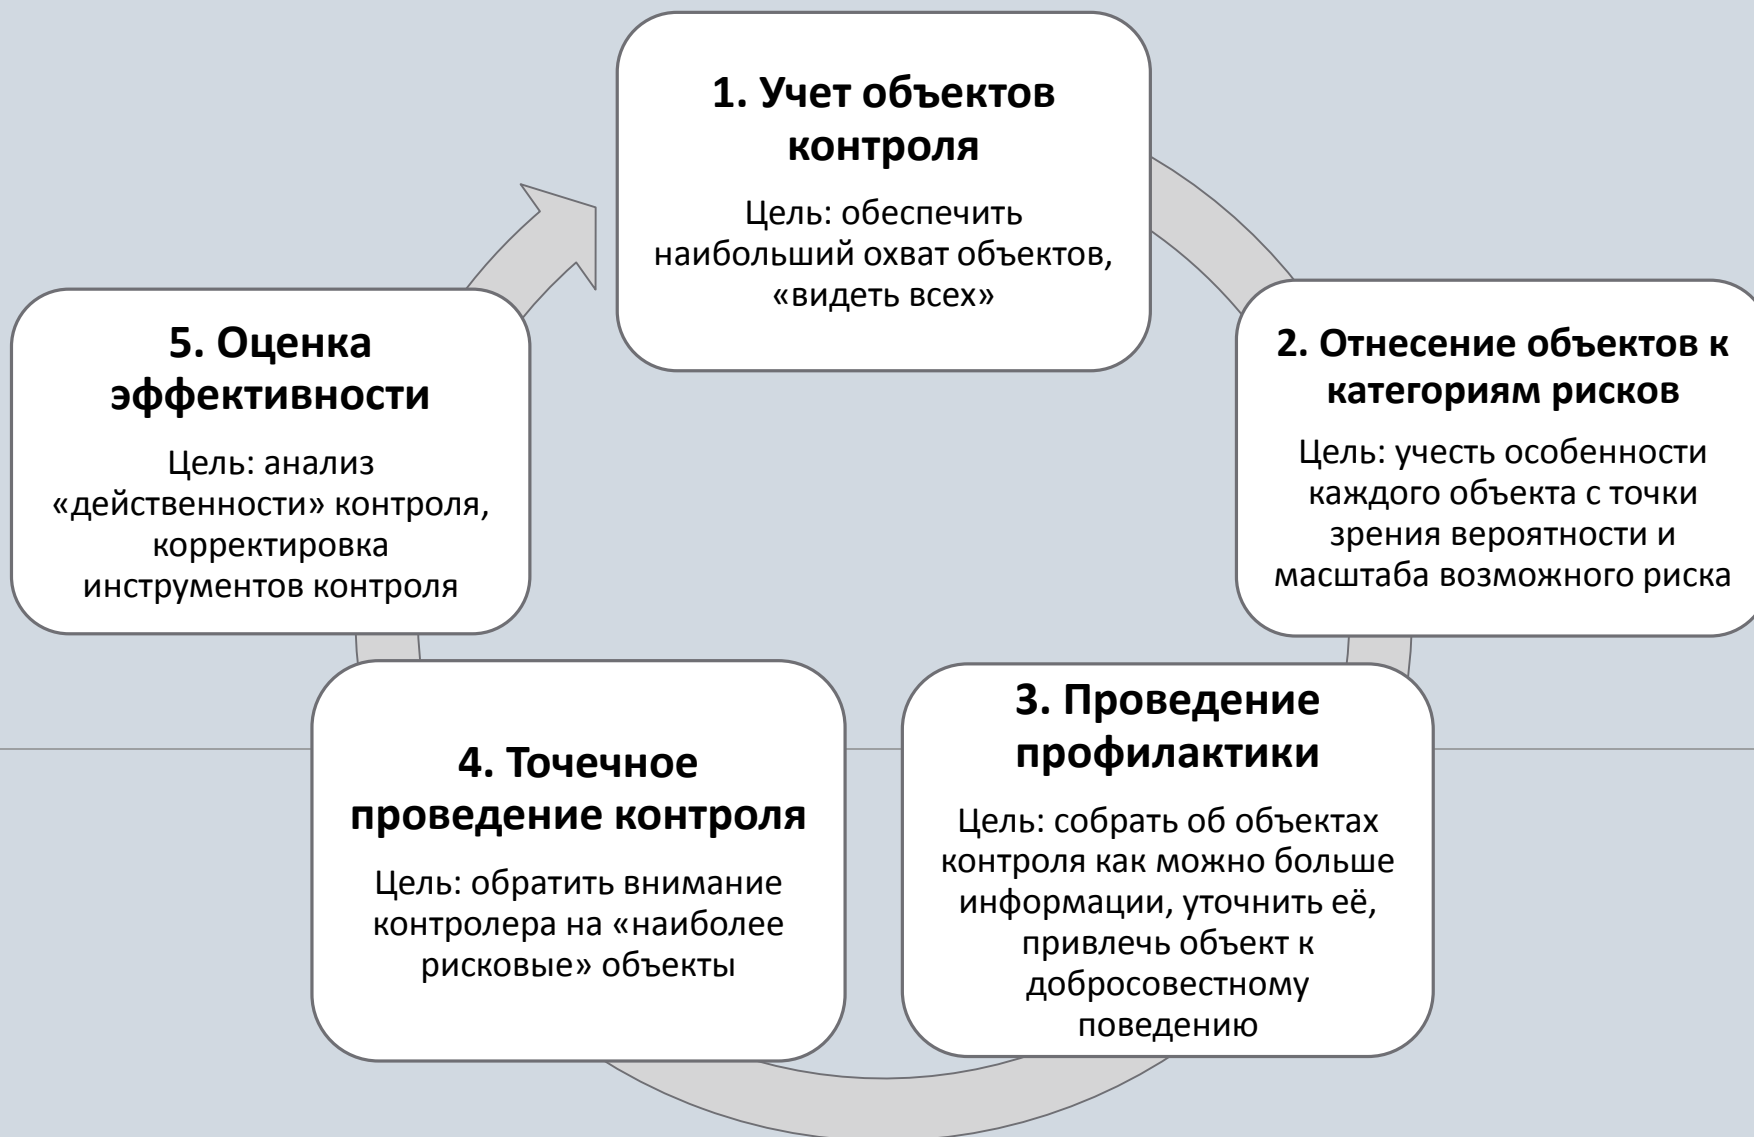 1. Учет объектов
контроля
Цель: обеспечить
наибольший охват объектов,
«видеть всех»
2. Отнесение объектов к
категориям рисков
Цель: учесть особенности
каждого объекта с точки
зрения вероятности и
масштаба возможного риска
3. Проведение
профилактики
Цель: собрать об объектах
контроля как можно больше
информации, уточнить её,
привлечь объект к
добросовестному
поведению
4. Точечное
проведение контроля
Цель: обратить внимание
контролера на «наиболее
рисковые» объекты
5. Оценка
эффективности
Цель: анализ
«действенности» контроля,
корректировка
инструментов контроля